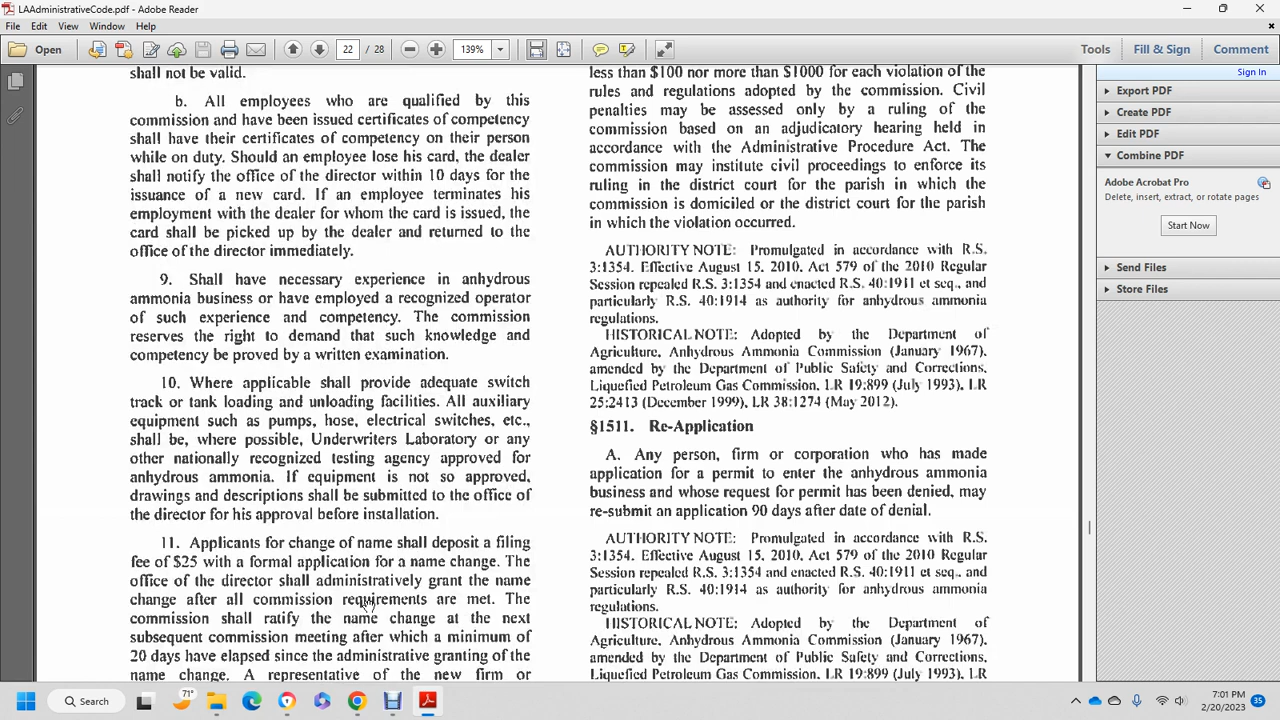 LAAdministrativeCode.pdf - Adobe Reader
File Edit View Window Help
Open 22 / 28 139% Tools Fill & Sign Comment
Sign In
Export PDF
Create PDF
Edit PDF
Combine PDF
Adobe Acrobat Pro
Delete, insert, extract, or rotate pages
Start Now
Send Files
Store Files
shall not be valid.
b. All employees who are qualified by this
commission and have been issued certificates of competency
shall have their certificates of competency on their person
while on duty. Should an employee lose his card, the dealer
shall notify the office of the director within 10 days for the
issuance of a new card. If an employee terminates his
employment with the dealer for whom the card is issued, the
card shall be picked up by the dealer and returned to the
office of the director immediately.
9. Shall have necessary experience in anhydrous
ammonia business or have employed a recognized operator
of such experience and competency. The commission
reserves the right to demand that such knowledge and
competency be proved by a written examination.
10. Where applicable shall provide adequate switch
track or tank loading and unloading facilities. All auxiliary
equipment such as pumps, hose, electrical switches, etc.,
shall be, where possible, Underwriters Laboratory or any
other nationally recognized testing agency approved for
anhydrous ammonia. If equipment is not so approved,
drawings and descriptions shall be submitted to the office of
the director for his approval before installation.
11. Applicants for change of name shall deposit a filing
fee of $25 with a formal application for a name change. The
office of the director shall administratively grant the name
change after all commission requirements are met. The
commission shall ratify the name change at the next
subsequent commission meeting after which a minimum of
20 days have elapsed since the administrative granting of the
name change. A representative of the new firm or
less than $100 nor more than $1000 for each violation of the
rules and regulations adopted by the commission. Civil
penalties may be assessed only by a ruling of the
commission based on an adjudicatory hearing held in
accordance with the Administrative Procedure Act. The
commission may institute civil proceedings to enforce its
ruling in the district court for the parish in which the
commission is domiciled or the district court for the parish
in which the violation occurred.
AUTHORITY NOTE: Promulgated in accordance with R.S.
3:1354. Effective August 15, 2010, Act 579 of the 2010 Regular
Session repealed R.S. 3:1354 and enacted R.S. 40:1911 et seq., and
particularly R.S. 40:1914 as authority for anhydrous ammonia
regulations.
HISTORICAL NOTE: Adopted by the Department of
Agriculture, Anhydrous Ammonia Commission (January 1967),
amended by the Department of Public Safety and Corrections,
Liquefied Petroleum Gas Commission, LR 19:899 (July 1993), LR
25:2413 (December 1999), LR 38:1274 (May 2012).
§1511. Re-Application
A. Any person, firm or corporation who has made
application for a permit to enter the anhydrous ammonia
business and whose request for permit has been denied, may
re-submit an application 90 days after date of denial.
AUTHORITY NOTE: Promulgated in accordance with R.S.
3:1354. Effective August 15, 2010, Act 579 of the 2010 Regular
Session repealed R.S. 3:1354 and enacted R.S. 40:1911 et seq., and
particularly R.S. 40:1914 as authority for anhydrous ammonia
regulations.
HISTORICAL NOTE: Adopted by the Department of
Agriculture, Anhydrous Ammonia Commission (January 1967),
amended by the Department of Public Safety and Corrections,
Liquefied Petroleum Gas Commission, LR 19:899 (July 1993), LR
Search
71°
7:01 PM
2/20/2023
35